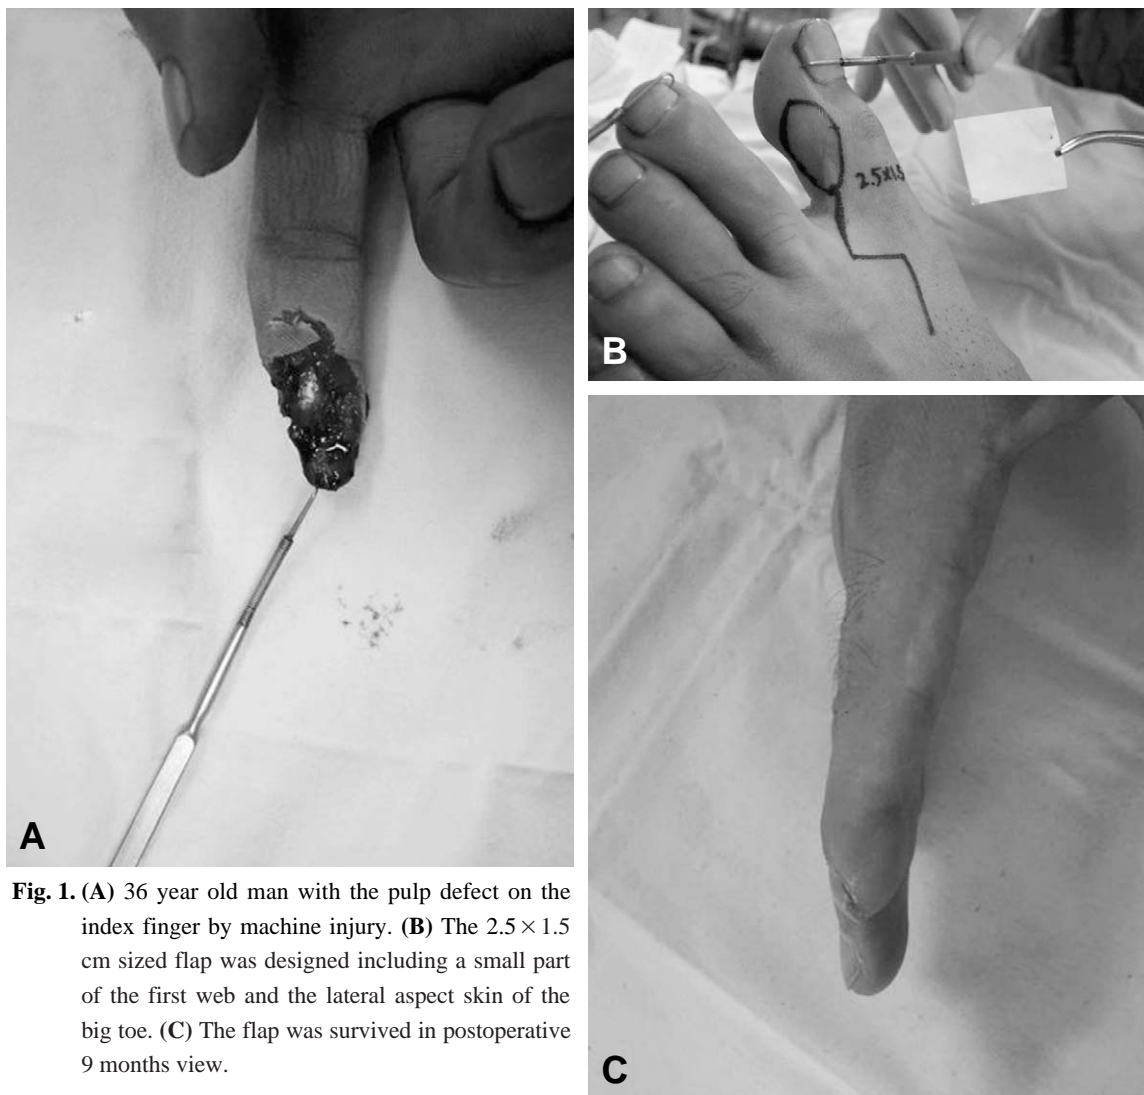 A
B
2.5×1.5
C
Fig. 1. (A) 36 year old man with the pulp defect on the
index finger by machine injury. (B) The 2.5 × 1.5
cm sized flap was designed including a small part
of the first web and the lateral aspect skin of the
big toe. (C) The flap was survived in postoperative
9 months view.